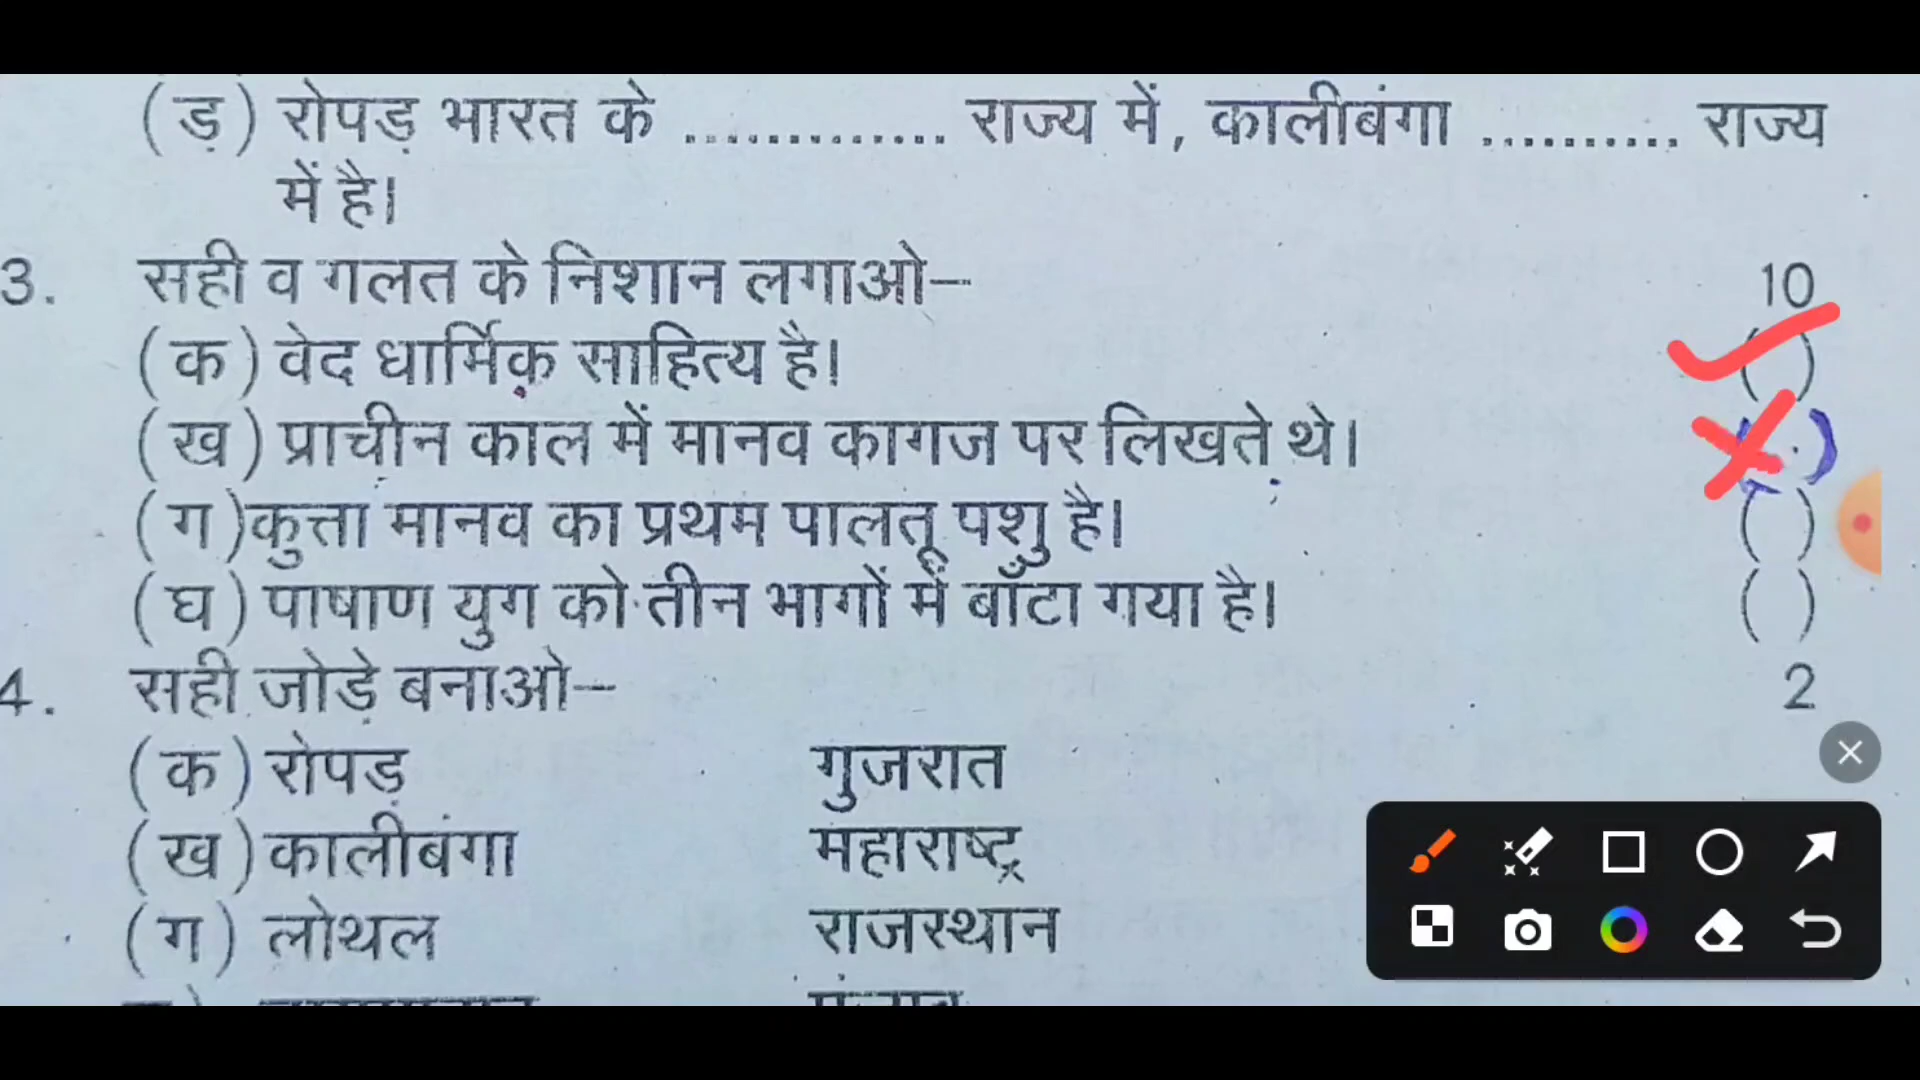 (ड़) रोपड़ भारत के .............. राज्य में, कालीबंगा .......... राज्य
में है।
3. सही व गलत के निशान लगाओ– 10
(क) वेद धार्मिक साहित्य है। ( )
(ख) प्राचीन काल में मानव कागज पर लिखते थे। ( )
(ग) कुत्ता मानव का प्रथम पालतू पशु है। ( )
(घ) पाषाण युग को तीन भागों में बाँटा गया है। ( )
4. सही जोड़े बनाओ– 2
(क) रोपड़ गुजरात
(ख) कालीबंगा महाराष्ट्र
(ग) लोथल राजस्थान